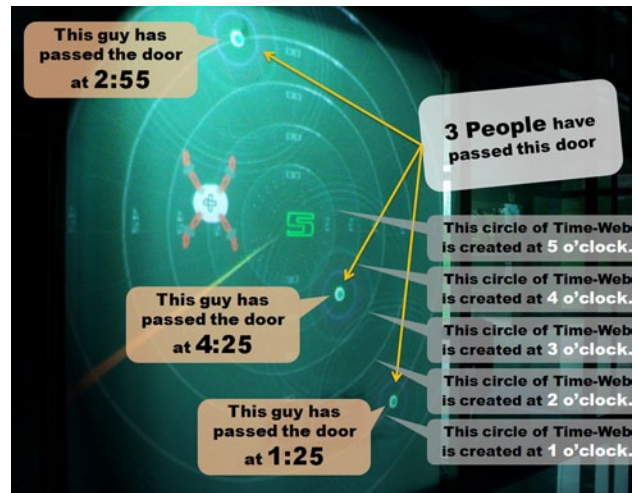 This guy has
passed the door
at 2:55
3 People have
passed this door
This circle of Time-Web
is created at 5 o'clock.
This circle of Time-Web
is created at 4 o'clock.
This guy has
passed the door
at 4:25
This circle of Time-Web
is created at 3 o'clock.
This circle of Time-Web
is created at 2 o'clock.
This guy has
passed the door
at 1:25
This circle of Time-Web
is created at 1 o'clock.
5